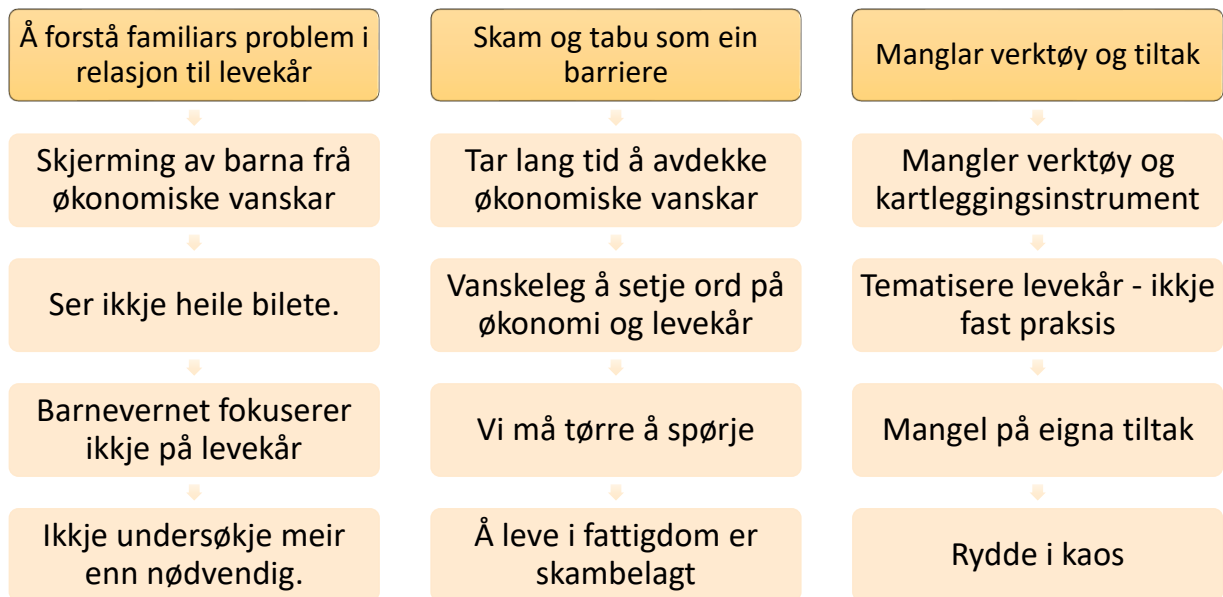 Å forstå familiars problem i
relasjon til levekår
Skjerming av barna frå
økonomiske vanskar
Ser ikkje heile bilete.
Barnevernet fokuserer
ikkje på levekår
Ikkje undersøkje meir
enn nødvendig.
Skam og tabu som ein
barriere
Tar lang tid å avdekke
økonomiske vanskar
Vanskeleg å setje ord på
økonomi og levekår
Vi må tørre å spørje
Å leve i fattigdom er
skambelagt
Manglar verktøy og tiltak
Mangler verktøy og
kartleggingsinstrument
Tematisere levekår - ikkje
fast praksis
Mangel på eigna tiltak
Rydde i kaos